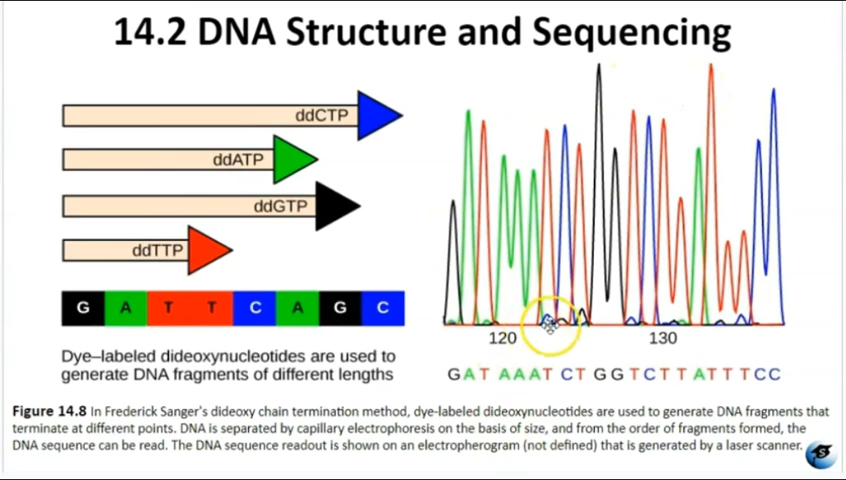 14.2 DNA Structure and Sequencing
ddCTP
ddATP
ddGTP
ddTTP
G A T T C A G C
Dye–labeled dideoxynucleotides are used to
generate DNA fragments of different lengths
120 130
GAT AAAT CT GGTCTTATTTCC
Figure 14.8 In Frederick Sanger's dideoxy chain termination method, dye-labeled dideoxynucleotides are used to generate DNA fragments that
terminate at different points. DNA is separated by capillary electrophoresis on the basis of size, and from the order of fragments formed, the
DNA sequence can be read. The DNA sequence readout is shown on an electropherogram (not defined) that is generated by a laser scanner.
S